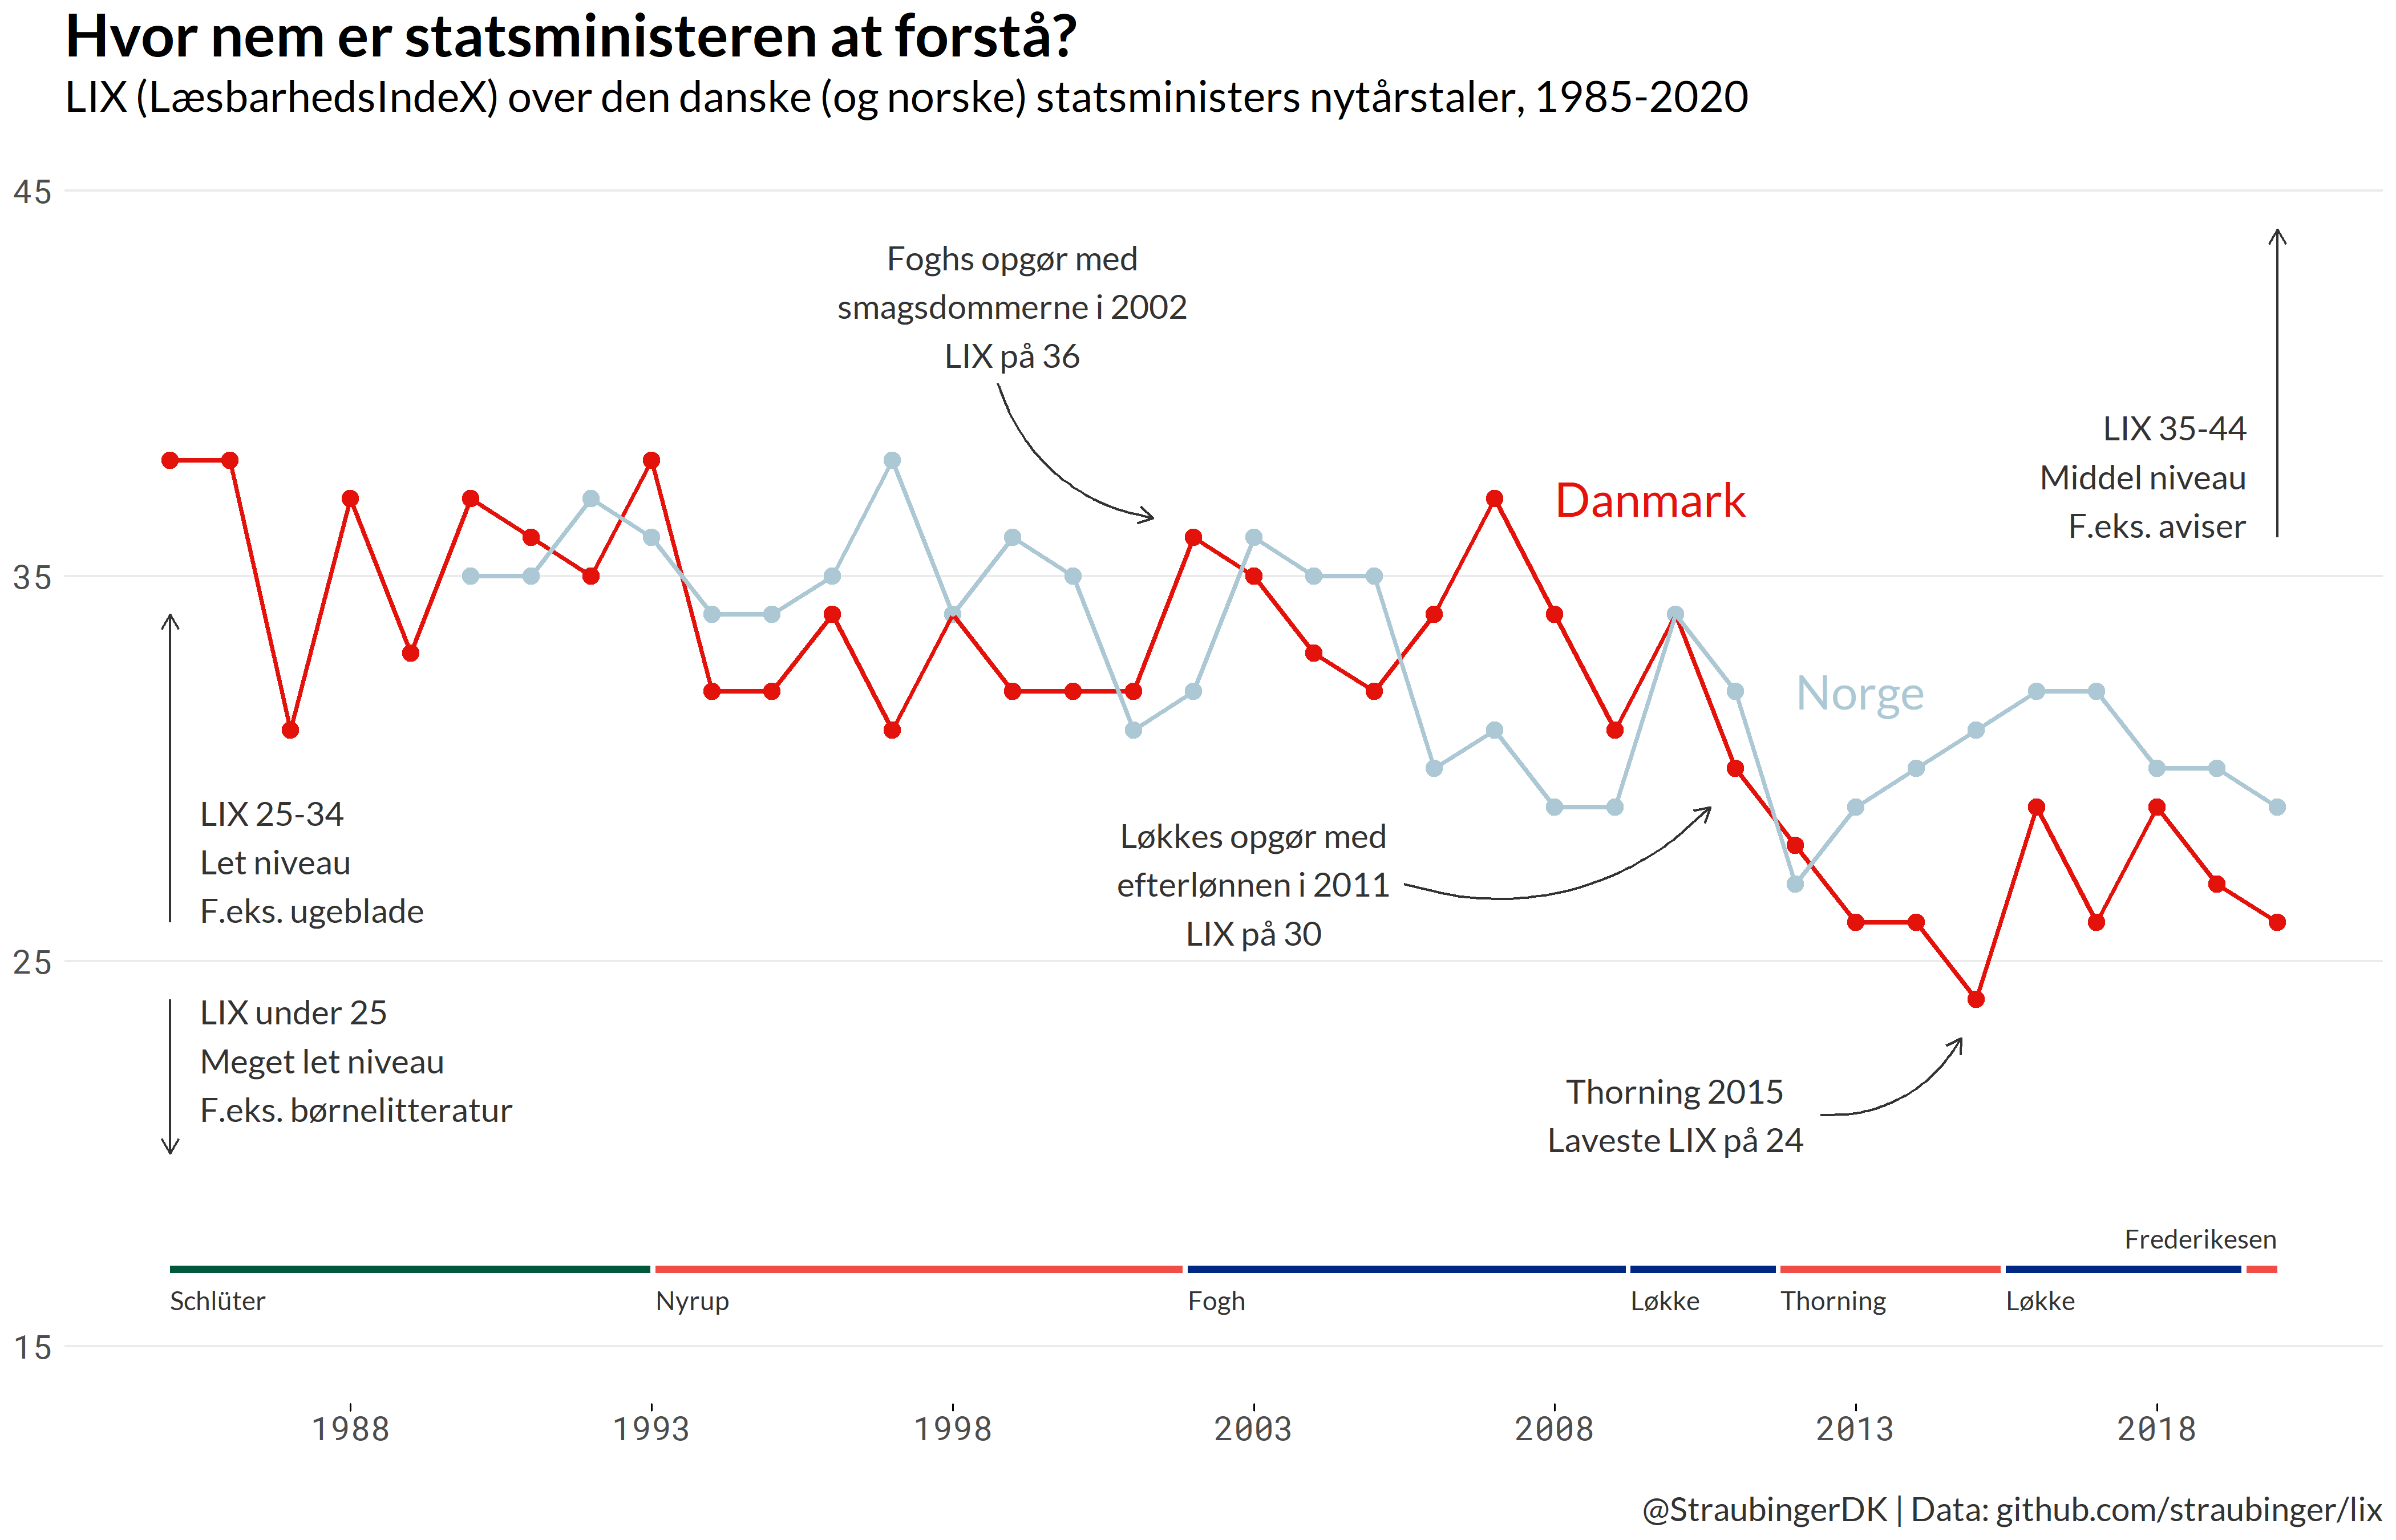 Hvor nem er statsministeren at forstå?
LIX (LæsbarhedsIndeX) over den danske (og norske) statsministers nytårstaler, 1985-2020
45
Foghs opgør med
smagsdommerne i 2002
LIX på 36
LIX 35-44
Middel niveau
F.eks. aviser
Danmark
35
Norge
LIX 25-34
Let niveau
F.eks. ugeblade
Løkkes opgør med
efterlønnen i 2011
LIX på 30
25
LIX under 25
Meget let niveau
F.eks. børnelitteratur
Thorning 2015
Laveste LIX på 24
Frederikesen
Schlüter
Nyrup
Fogh
Løkke
Thorning
Løkke
15
1988
1993
1998
2003
2008
2013
2018
@StraubingerDK | Data: github.com/straubinger/lix